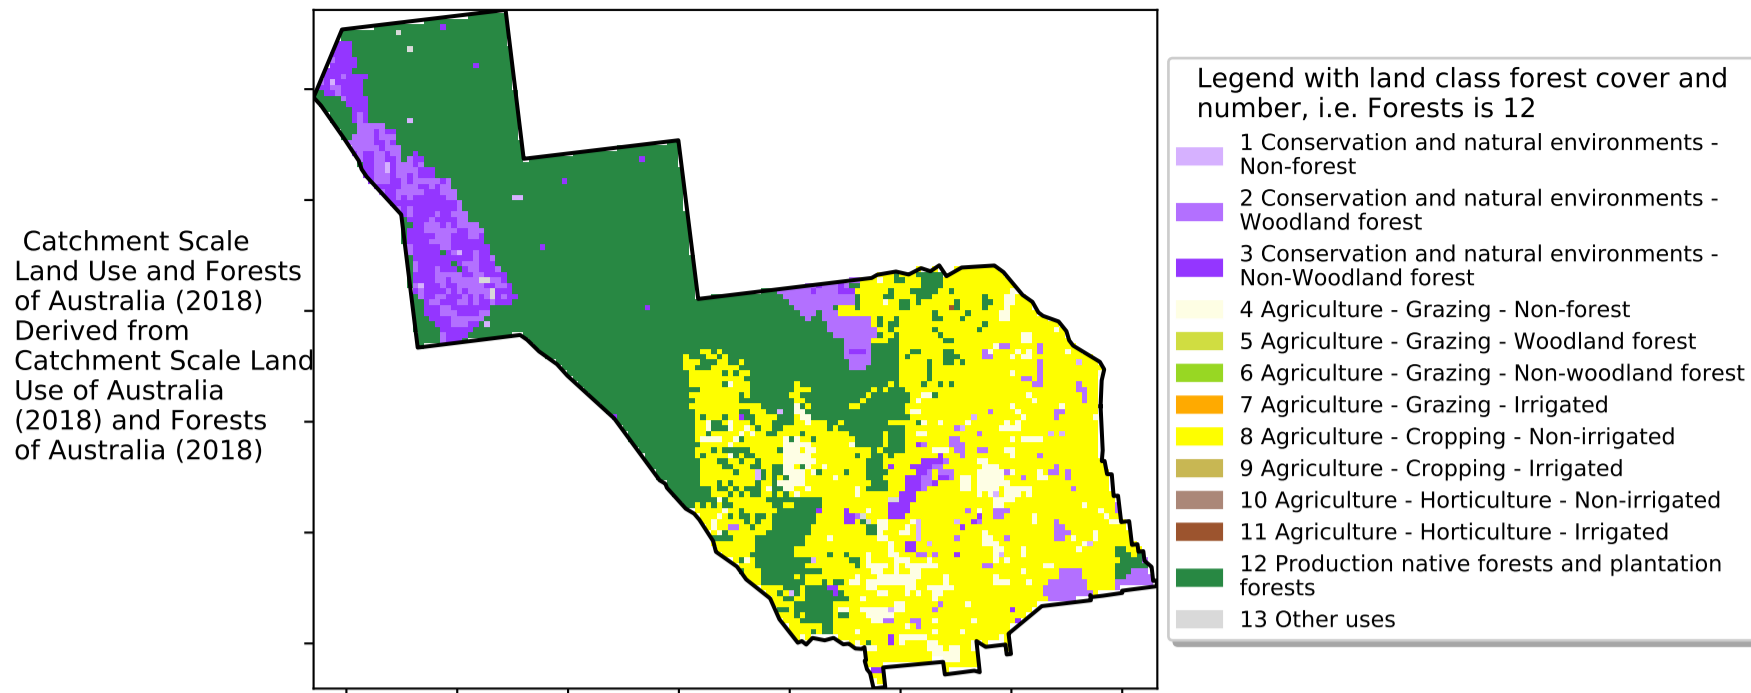 Catchment Scale
Land Use and Forests
of Australia (2018)
Derived from
Catchment Scale Land
Use of Australia
(2018) and Forests
of Australia (2018)
Legend with land class forest cover and
number, i.e. Forests is 12
1 Conservation and natural environments -
Non-forest
2 Conservation and natural environments -
Woodland forest
3 Conservation and natural environments -
Non-Woodland forest
4 Agriculture - Grazing - Non-forest
5 Agriculture - Grazing - Woodland forest
6 Agriculture - Grazing - Non-woodland forest
7 Agriculture - Grazing - Irrigated
8 Agriculture - Cropping - Non-irrigated
9 Agriculture - Cropping - Irrigated
10 Agriculture - Horticulture - Non-irrigated
11 Agriculture - Horticulture - Irrigated
12 Production native forests and plantation
forests
13 Other uses